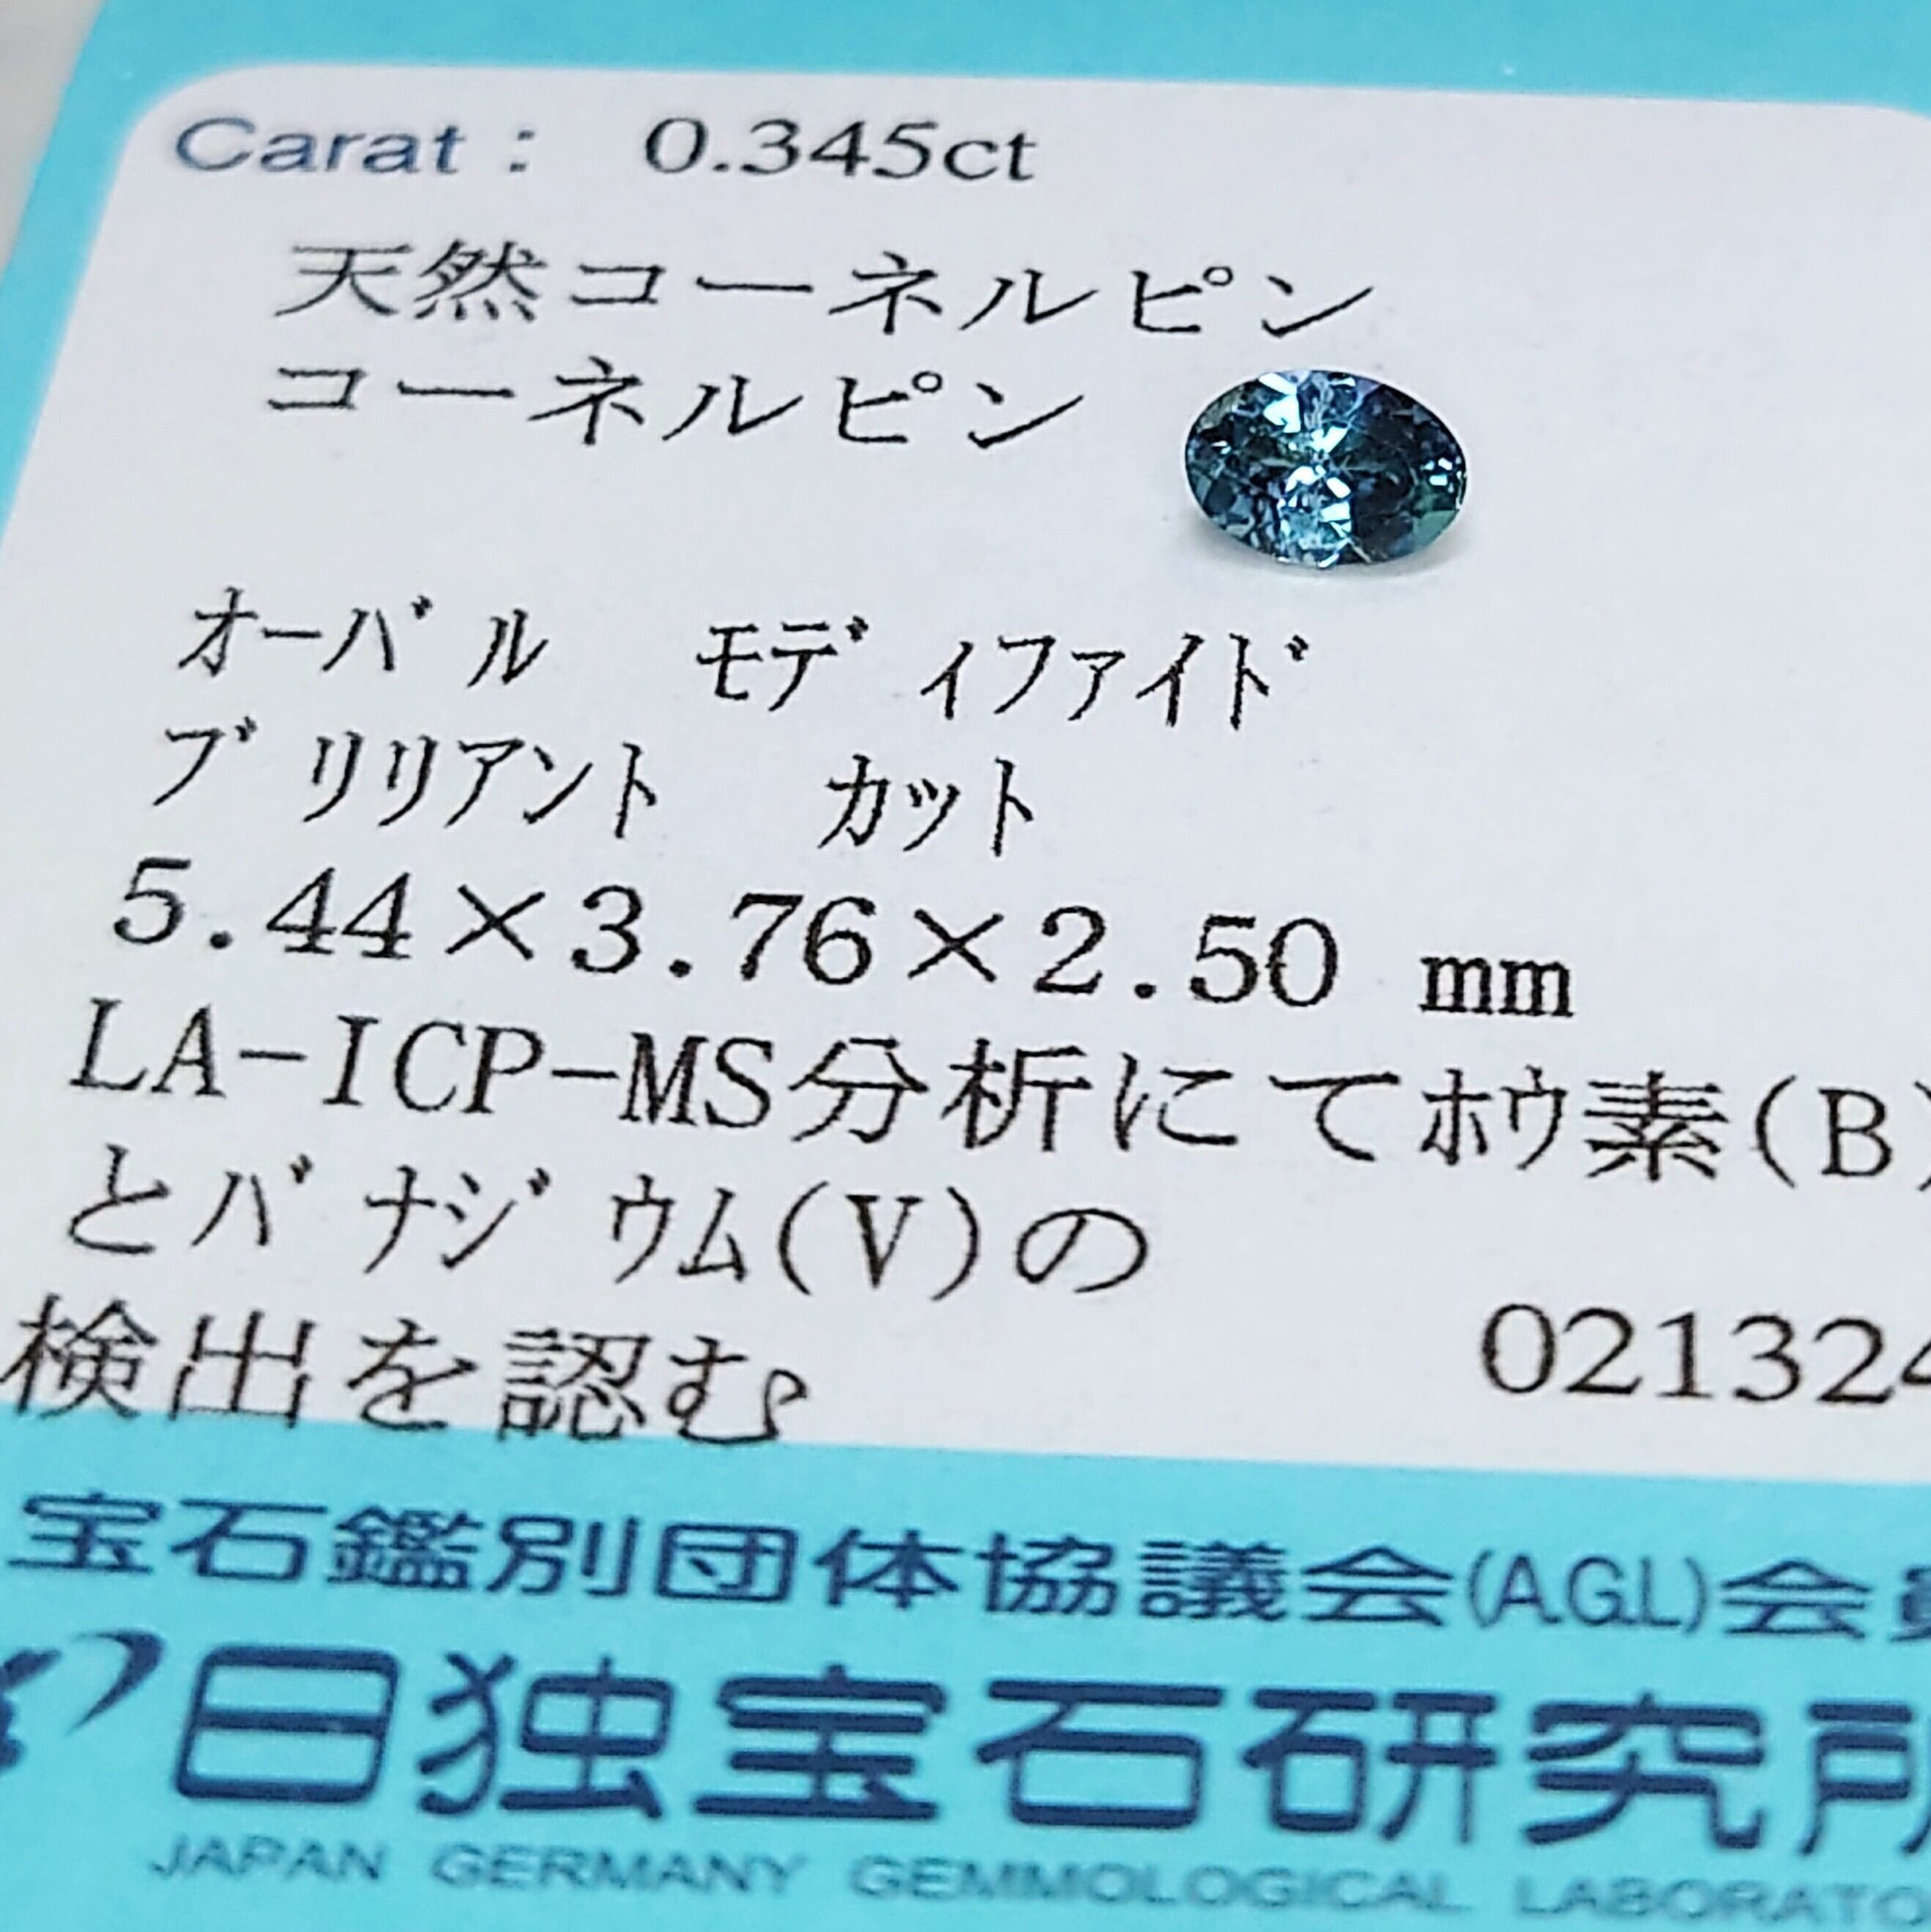 Carat : 0.345ct
天然コーネルピン
コーネルピン
ｵｰﾊﾞﾙ ﾓﾃﾞｨﾌｧｲﾄﾞ
ﾌﾞﾘﾘｱﾝﾄ ｶｯﾄ
5.44×3.76×2.50 mm
LA-ICP-MS分析にてﾎｳ素(B)
とﾊﾞﾅｼﾞｳﾑ(V)の
検出を認む 021324
宝石鑑別団体協議会(A.G.L)会員
日独宝石研究所
JAPAN GERMANY GEMMOLOGICAL LABORATO